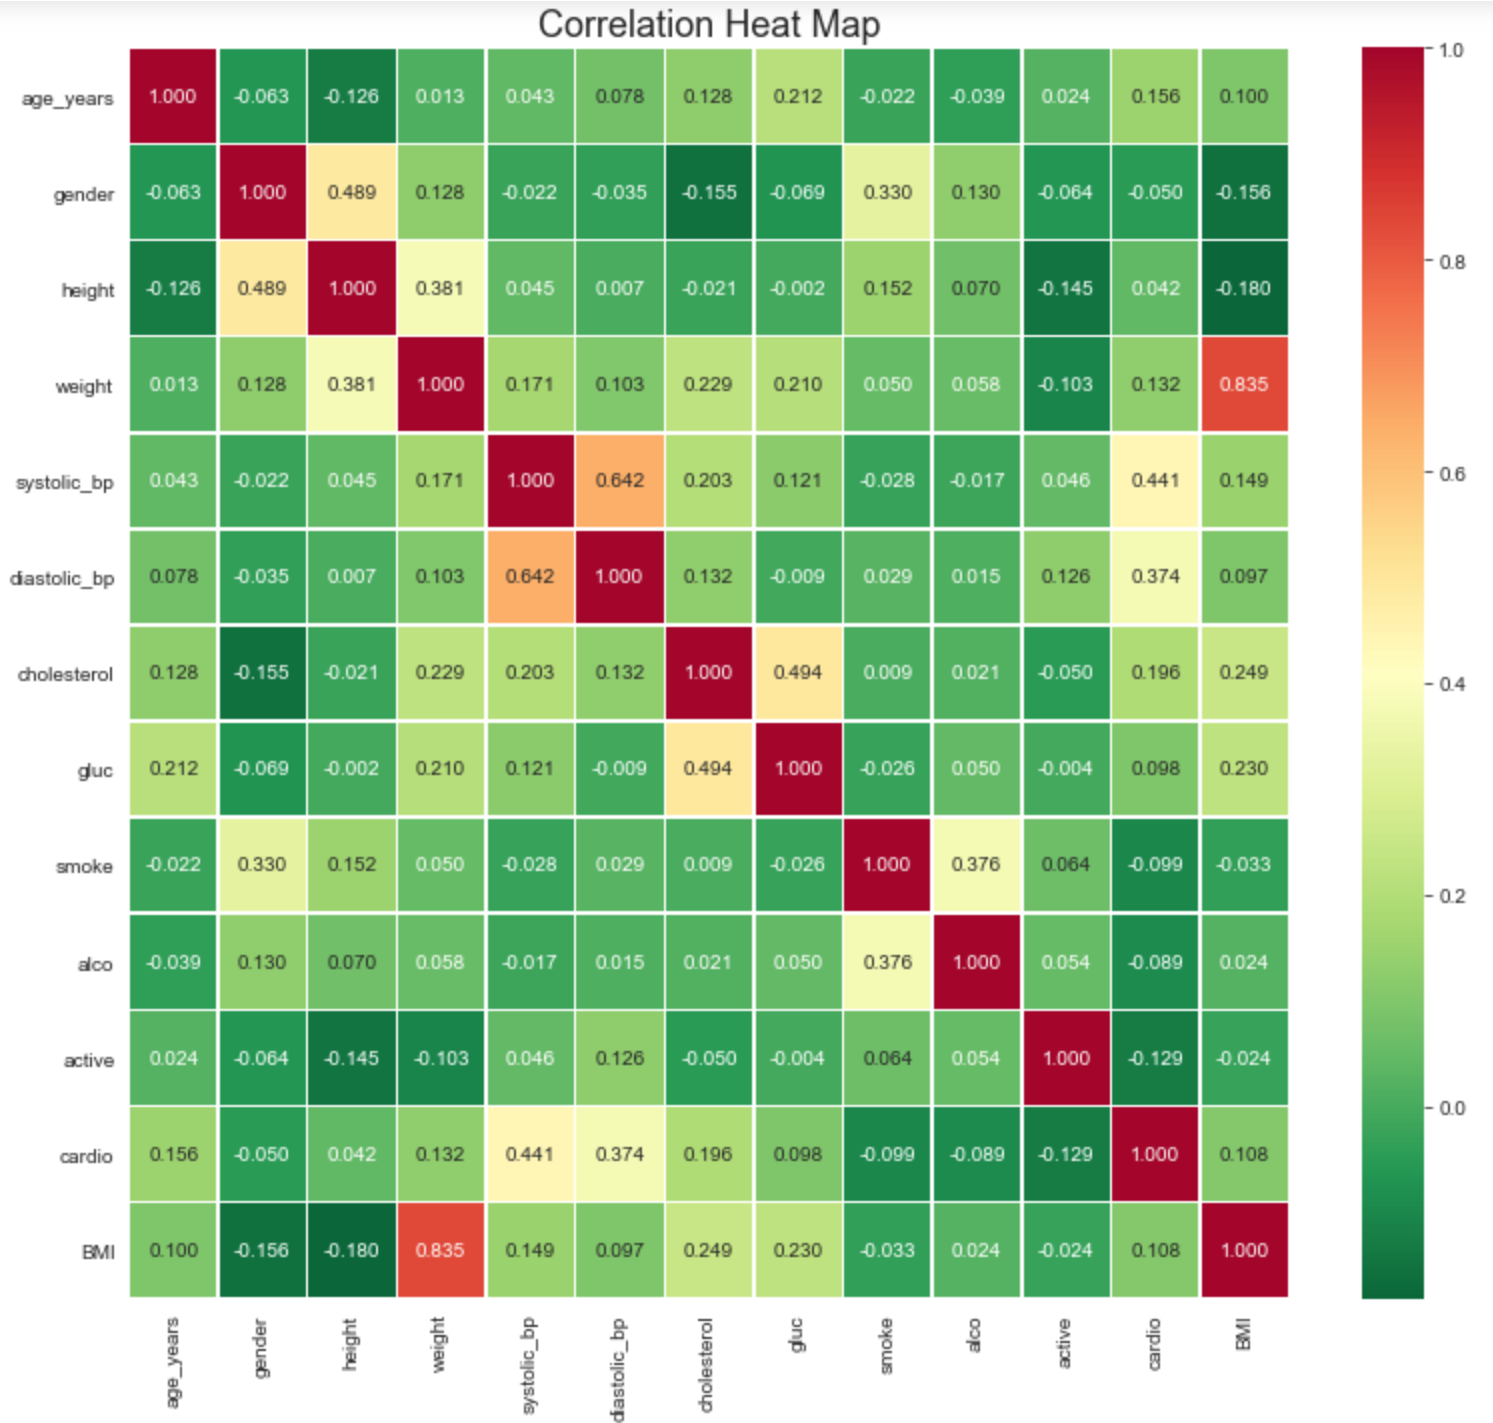 Correlation Heat Map
age_years 1.000 -0.063 -0.126 0.013 0.043 0.078 0.128 0.212 -0.022 -0.039 0.024 0.156 0.100
gender -0.063 1.000 0.489 0.128 -0.022 -0.035 -0.155 -0.069 0.330 0.130 -0.064 -0.050 -0.156
height -0.126 0.489 1.000 0.381 0.045 0.007 -0.021 -0.002 0.152 0.070 -0.145 0.042 -0.180
weight 0.013 0.128 0.381 1.000 0.171 0.103 0.229 0.210 0.050 0.058 -0.103 0.132 0.835
systolic_bp 0.043 -0.022 0.045 0.171 1.000 0.642 0.203 0.121 -0.028 -0.017 0.046 0.441 0.149
diastolic_bp 0.078 -0.035 0.007 0.103 0.642 1.000 0.132 -0.009 0.029 0.015 0.126 0.374 0.097
cholesterol 0.128 -0.155 -0.021 0.229 0.203 0.132 1.000 0.494 0.009 0.021 -0.050 0.196 0.249
gluc 0.212 -0.069 -0.002 0.210 0.121 -0.009 0.494 1.000 -0.026 0.050 -0.004 0.098 0.230
smoke -0.022 0.330 0.152 0.050 -0.028 0.029 0.009 -0.026 1.000 0.376 0.064 -0.099 -0.033
alco -0.039 0.130 0.070 0.058 -0.017 0.015 0.021 0.050 0.376 1.000 0.054 -0.089 0.024
active 0.024 -0.064 -0.145 -0.103 0.046 0.126 -0.050 -0.004 0.064 0.054 1.000 -0.129 -0.024
cardio 0.156 -0.050 0.042 0.132 0.441 0.374 0.196 0.098 -0.099 -0.089 -0.129 1.000 0.108
BMI 0.100 -0.156 -0.180 0.835 0.149 0.097 0.249 0.230 -0.033 0.024 -0.024 0.108 1.000
age_years gender height weight systolic_bp diastolic_bp cholesterol gluc smoke alco active cardio BMI
1.0
0.8
0.6
0.4
0.2
0.0